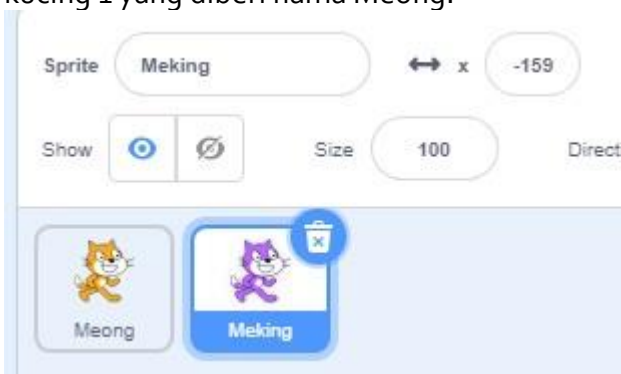 kucing 1 yang diberi nama Meong.
Sprite Meking x -159
Show Size 100 Direct
Meong Meking